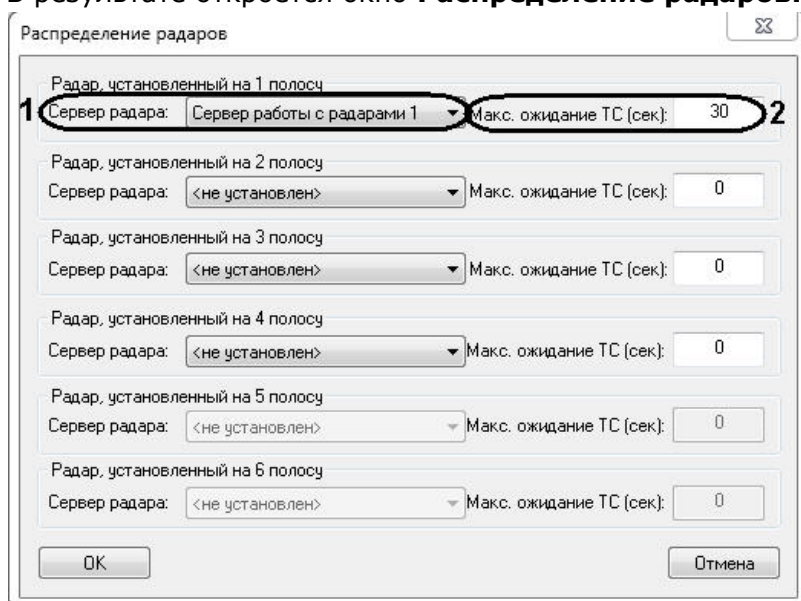 В результате откроется окно Распределение радаров.
Распределение радаров
Радар, установленный на 1 полосу
1 Сервер радара: Сервер работы с радарами 1 Макс. ожидание ТС (сек): 30 2
Радар, установленный на 2 полосу
Сервер радара: <не установлен> Макс. ожидание ТС (сек): 0
Радар, установленный на 3 полосу
Сервер радара: <не установлен> Макс. ожидание ТС (сек): 0
Радар, установленный на 4 полосу
Сервер радара: <не установлен> Макс. ожидание ТС (сек): 0
Радар, установленный на 5 полосу
Сервер радара: <не установлен> Макс. ожидание ТС (сек): 0
Радар, установленный на 6 полосу
Сервер радара: <не установлен> Макс. ожидание ТС (сек): 0
OK Отмена